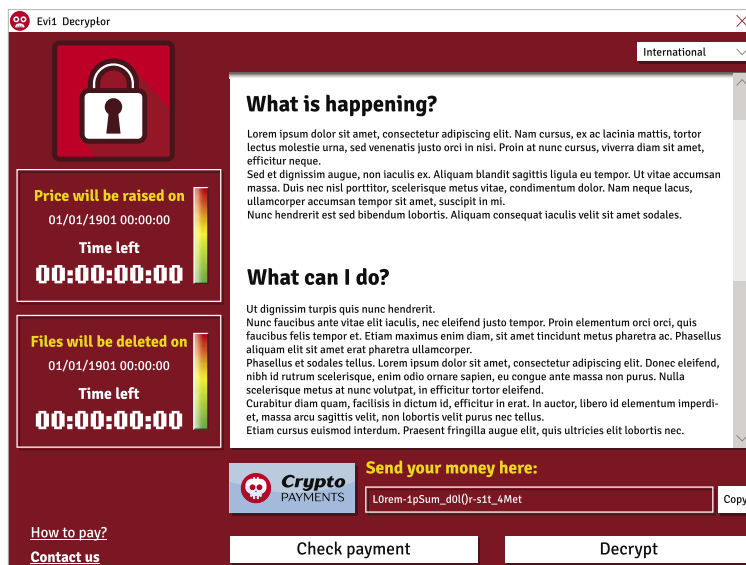 Evi1 Decryptor
International
What is happening?
Lorem ipsum dolor sit amet, consectetur adipiscing elit. Nam cursus, ex ac lacinia mattis, tortor
lectus molestie urna, sed venenatis justo orci in nisi. Proin at nunc cursus, viverra diam sit amet,
efficitur neque.
Sed et dignissim augue, non iaculis ex. Aliquam blandit sagittis ligula eu tempor. Ut vitae accumsan
massa. Duis nec nisl porttitor, scelerisque metus vitae, condimentum dolor. Nam neque lacus,
ullamcorper accumsan tempor sit amet, suscipit in mi.
Nunc hendrerit est sed bibendum lobortis. Aliquam consequat iaculis velit sit amet sodales.
What can I do?
Ut dignissim turpis quis nunc hendrerit.
Nunc faucibus ante vitae elit iaculis, nec eleifend justo tempor. Proin elementum orci orci, quis
faucibus felis tempor et. Etiam maximus enim diam, sit amet tincidunt metus pharetra ac. Phasellus
aliquam elit sit amet erat pharetra ullamcorper.
Phasellus et sodales tellus. Lorem ipsum dolor sit amet, consectetur adipiscing elit. Donec eleifend,
nibh id rutrum scelerisque, enim odio ornare sapien, eu congue ante massa non purus. Nulla
scelerisque metus at nunc volutpat, in efficitur tortor eleifend.
Curabitur diam quam, facilisis in dictum id, efficitur in erat. In auctor, libero id elementum imperdi-
et, massa arcu sagittis velit, non lobortis velit purus nec tellus.
Etiam cursus euismod interdum. Praesent fringilla augue elit, quis ultricies elit lobortis nec.
Price will be raised on
01/01/1901 00:00:00
Time left
00:00:00:00
Files will be deleted on
01/01/1901 00:00:00
Time left
00:00:00:00
Crypto
PAYMENTS
Send your money here:
L0rem-1pSum_d0l()r-s1t_4Met
Copy
How to pay?
Contact us
Check payment
Decrypt